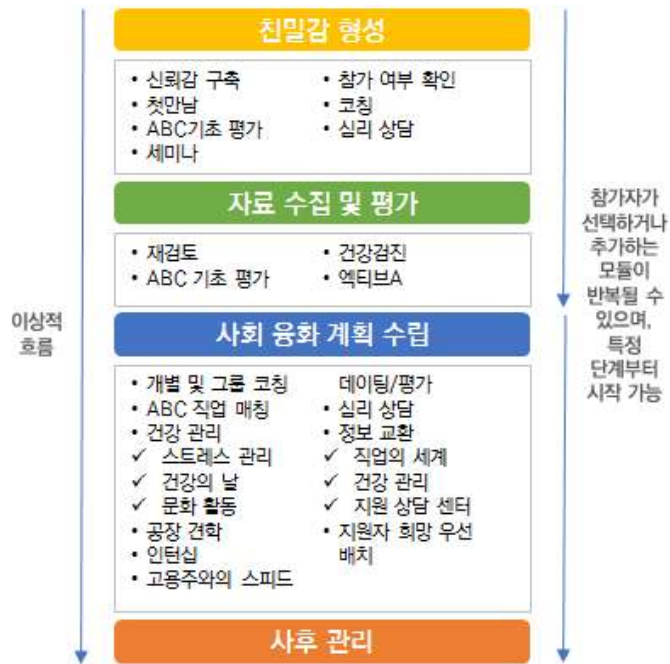 친밀감 형성
• 신뢰감 구축
• 첫만남
• ABC기초 평가
• 세미나
• 참가 여부 확인
• 코칭
• 심리 상담
자료 수집 및 평가
• 재검토
• ABC 기초 평가
• 건강검진
• 엑티브A
사회 융화 계획 수립
• 개별 및 그룹 코칭
• ABC 직업 매칭
• 건강 관리
✓ 스트레스 관리
✓ 건강의 날
✓ 문화 활동
• 공장 견학
• 인턴십
• 고용주와의 스피드
데이팅/평가
• 심리 상담
• 정보 교환
✓ 직업의 세계
✓ 건강 관리
✓ 지원 상담 센터
• 지원자 희망 우선
배치
사후 관리
이상적
흐름
참가자가
선택하거나
추가하는
모듈이
반복될 수
있으며,
특정
단계부터
시작 가능